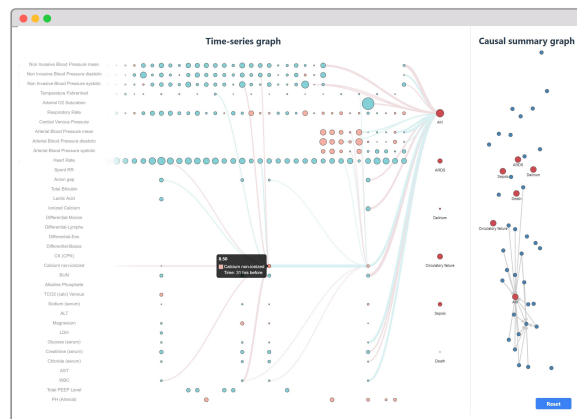 Time-series graph
Causal summary graph
Non Invasive Blood Pressure mean
Non Invasive Blood Pressure diastolic
Non Invasive Blood Pressure systolic
Temperature Fahrenheit
Arterial O2 Saturation
Respiratory Rate
Central Venous Pressure
Arterial Blood Pressure mean
Arterial Blood Pressure diastolic
Arterial Blood Pressure systolic
Heart Rate
Spont RR
Anion gap
Total Bilirubin
Lactic Acid
Ionized Calcium
Differential-Monos
Differential-Lymphs
Differential-Eos
Differential-Basos
CK (CPK)
Calcium non-ionized
BUN
Alkaline Phosphate
TCO2 (calc) Venous
Sodium (serum)
ALT
Magnesium
LDH
Glucose (serum)
Creatinine (serum)
Chloride (serum)
AST
WBC
Total PEEP Level
PH (Arterial)
8.50
Calcium non-ionized
Time: 31 hrs before
AKI
ARDS
Dialcium
Circulatory failure
Sepsis
Death
ARDS
Dialcium
Sepsis
Death
Circulatory failure
AKI
Reset